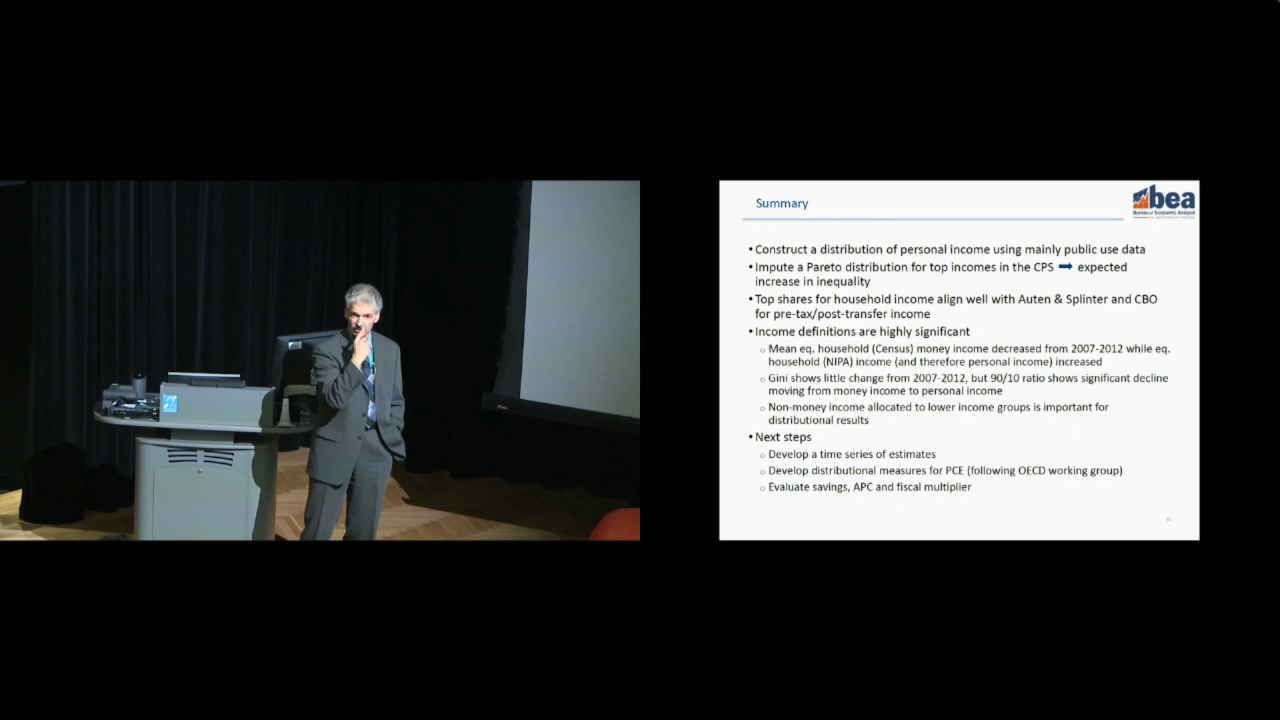 Summary
bea
Bureau of Economic Analysis
• Construct a distribution of personal income using mainly public use data
• Impute a Pareto distribution for top incomes in the CPS ➡ expected
increase in inequality
• Top shares for household income align well with Auten & Splinter and CBO
for pre-tax/post-transfer income
• Income definitions are highly significant
○ Mean eq. household (Census) money income decreased from 2007-2012 while eq.
household (NIPA) income (and therefore personal income) increased
○ Gini shows little change from 2007-2012, but 90/10 ratio shows significant decline
moving from money income to personal income
○ Non-money income allocated to lower income groups is important for
distributional results
• Next steps
○ Develop a time series of estimates
○ Develop distributional measures for PCE (following OECD working group)
○ Evaluate savings, APC and fiscal multiplier